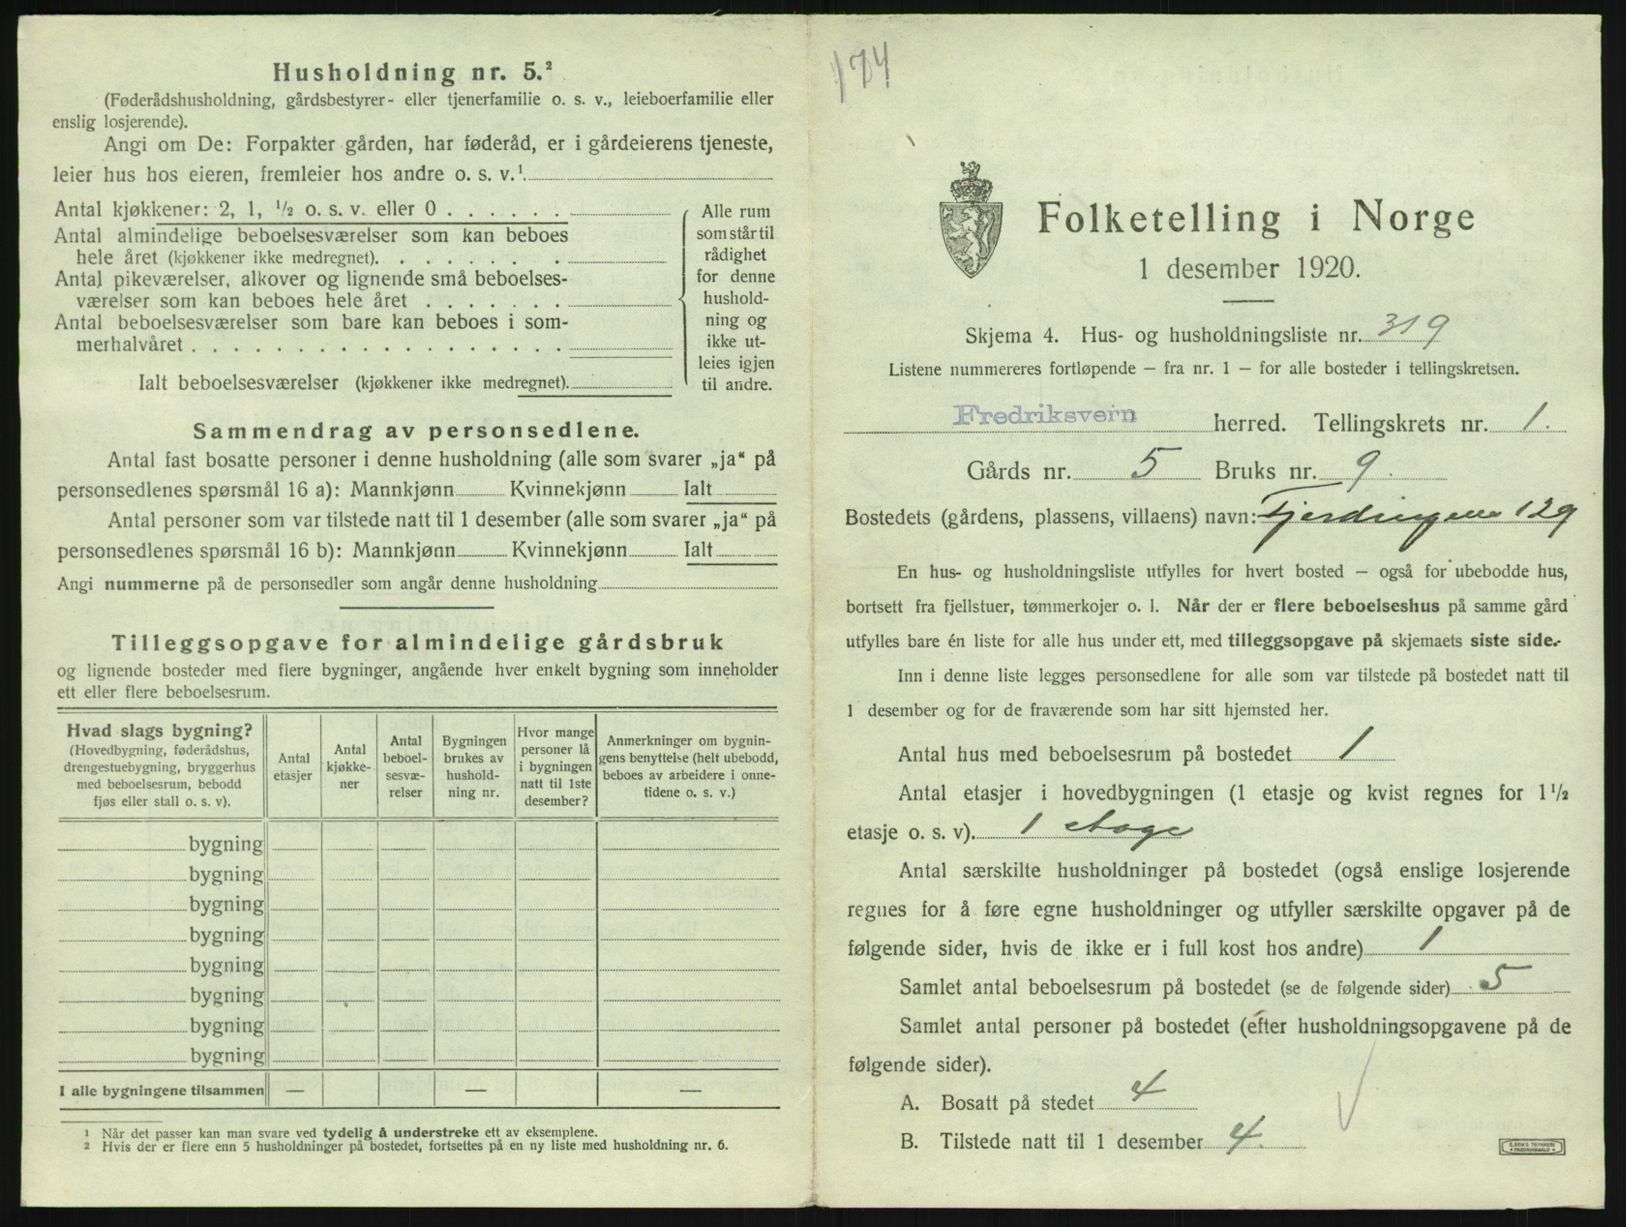 Husholdning nr. 5.²
(Føderådshusholdning, gårdsbestyrer- eller tjenerfamilie o. s. v., leieboerfamilie eller
enslig losjerende).
Angi om De: Forpakter gården, har føderåd, er i gårdeierens tjeneste,
leier hus hos eieren, fremleier hos andre o. s. v.¹
Antal kjøkkener: 2, 1, ½ o. s. v. eller 0 . . . . . .
Antal almindelige beboelsesværelser som kan beboes
hele året (kjøkkener ikke medregnet). . . . . . . .
Antal pikeværelser, alkover og lignende små beboelses-
værelser som kan beboes hele året . . . . . . .
Antal beboelsesværelser som bare kan beboes i som-
merhalvåret . . . . . . . . . . . . . . . . . .
Ialt beboelsesværelser (kjøkkener ikke medregnet).
Alle rum
som står til
rådighet
for denne
hushold-
ning og
ikke ut-
leies igjen
til andre.
Sammendrag av personsedlene.
Antal fast bosatte personer i denne husholdning (alle som svarer „ja“ på
personsedlenes spørsmål 16 a): Mannkjønn Kvinnekjønn Ialt
Antal personer som var tilstede natt til 1 desember (alle som svarer „ja“ på
personsedlenes spørsmål 16 b): Mannkjønn Kvinnekjønn Ialt
Angi nummerne på de personsedler som angår denne husholdning
Tilleggsopgave for almindelige gårdsbruk
og lignende bosteder med flere bygninger, angående hver enkelt bygning som inneholder
ett eller flere beboelsesrum.
Hvad slags bygning?
(Hovedbygning, føderådshus,
drengestuebygning, bryggerhus
med beboelsesrum, bebodd
fjøs eller stall o. s. v).
Antal
etasjer
Antal
kjøkke-
ner
Antal
beboel-
sesvæ-
relser
Bygningen
brukes av
hushold-
ning nr.
Hvor mange
personer lå
i bygningen
natt til 1ste
desember?
Anmerkninger om bygnin-
gens benyttelse (helt ubebodd,
beboes av arbeidere i onne-
tidene o. s. v.)
bygning
bygning
bygning
bygning
bygning
bygning
bygning
bygning
I alle bygningene tilsammen — — —
¹ Når det passer kan man svare ved tydelig å understreke ett av eksemplene.
² Hvis der er flere enn 5 husholdninger på bostedet, fortsettes på en ny liste med husholdning nr. 6.
174
Folketelling i Norge
1 desember 1920.
Skjema 4. Hus- og husholdningsliste nr. 319
Listene nummereres fortløpende — fra nr. 1 — for alle bosteder i tellingskretsen.
Fredriksvern herred. Tellingskrets nr. 1.
Gårds nr. 5 Bruks nr. 9.
Bostedets (gårdens, plassens, villaens) navn: Fjerdingene 129
En hus- og husholdningsliste utfylles for hvert bosted — også for ubebodde hus,
bortsett fra fjellstuer, tømmerkojer o. l. Når der er flere beboelseshus på samme gård
utfylles bare én liste for alle hus under ett, med tilleggsopgave på skjemaets siste side.
Inn i denne liste legges personsedlene for alle som var tilstede på bostedet natt til
1 desember og for de fraværende som har sitt hjemsted her.
Antal hus med beboelsesrum på bostedet 1
Antal etasjer i hovedbygningen (1 etasje og kvist regnes for 1½
etasje o. s. v). 1 etage
Antal særskilte husholdninger på bostedet (også enslige losjerende
regnes for å føre egne husholdninger og utfyller særskilte opgaver på de
følgende sider, hvis de ikke er i full kost hos andre) 1
Samlet antal beboelsesrum på bostedet (se de følgende sider) 5
Samlet antal personer på bostedet (efter husholdningsopgavene på de
følgende sider).
A. Bosatt på stedet 4
B. Tilstede natt til 1 desember 4.